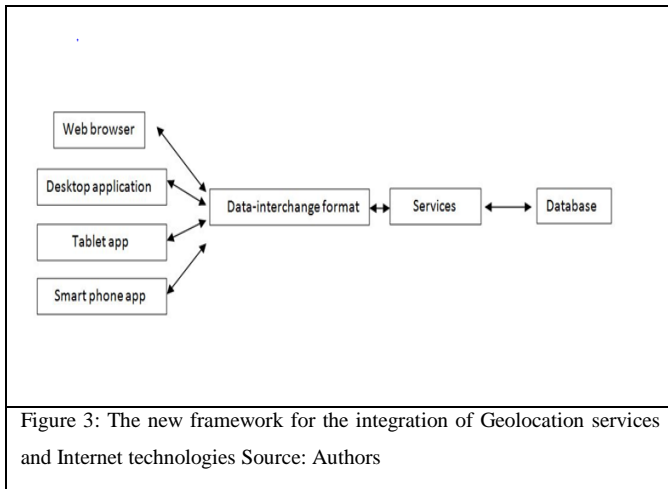 Web browser
Desktop application
Tablet app
Smart phone app
Data-interchange format
Services
Database
Figure 3: The new framework for the integration of Geolocation services
and Internet technologies Source: Authors